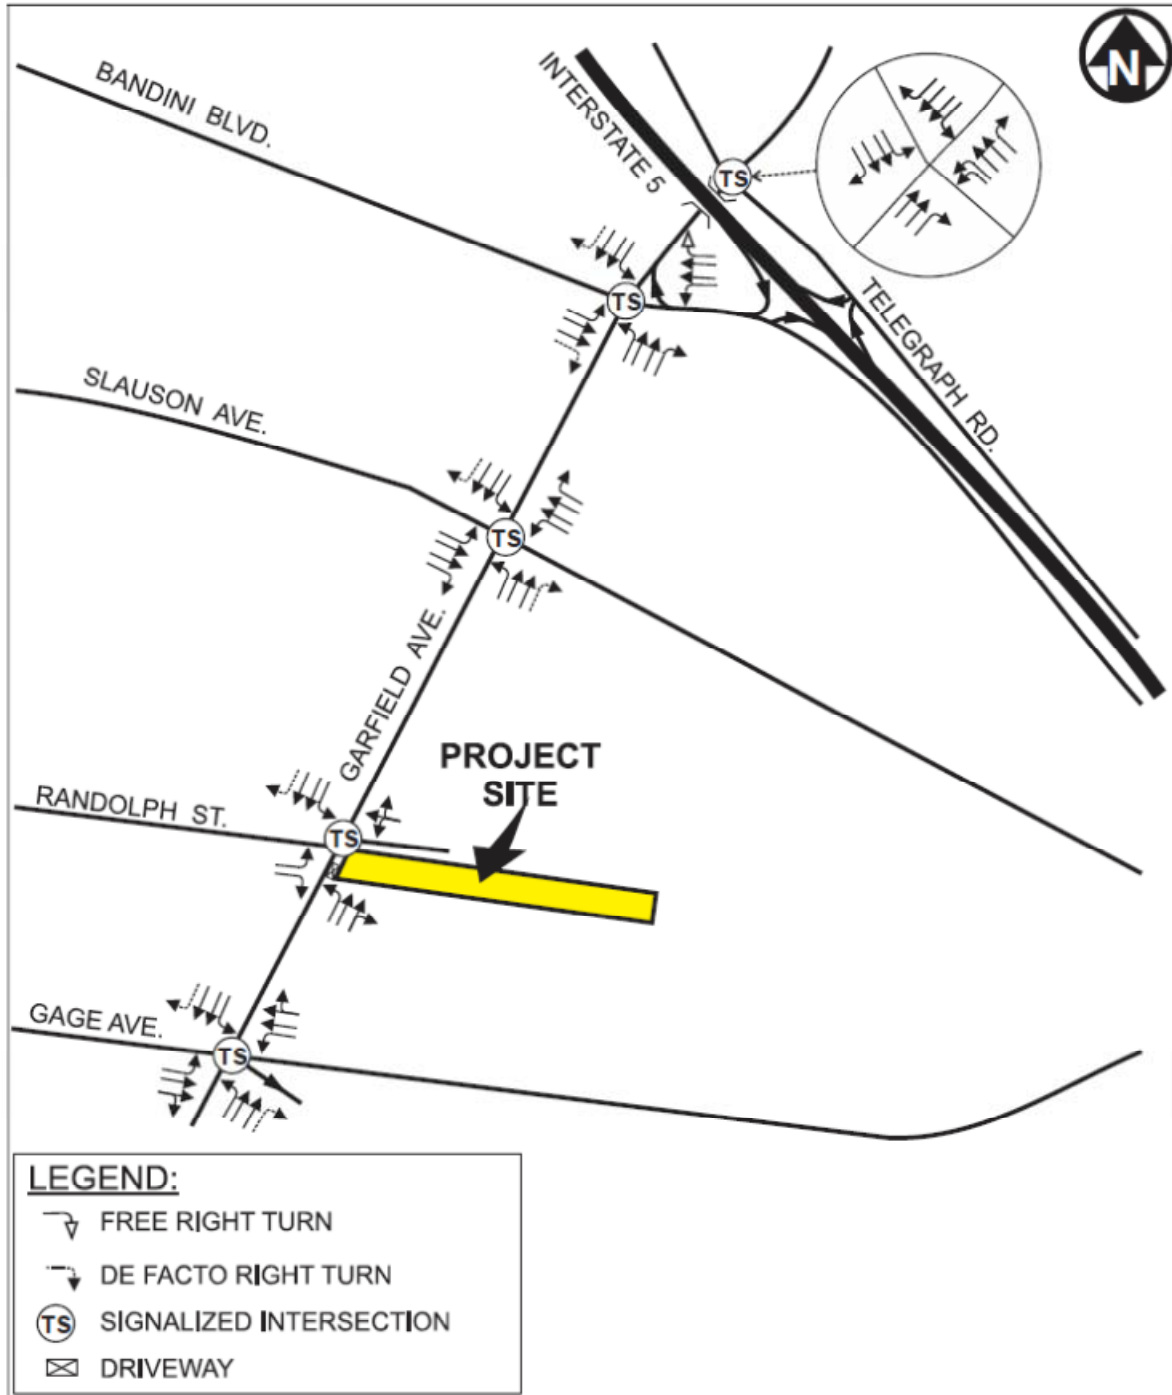 N
BANDINI BLVD.
INTERSTATE 5
TS
TS
TELEGRAPH RD.
SLAUSON AVE.
TS
GARFIELD AVE.
PROJECT
SITE
RANDOLPH ST.
TS
GAGE AVE.
TS
LEGEND:
FREE RIGHT TURN
DE FACTO RIGHT TURN
TS SIGNALIZED INTERSECTION
DRIVEWAY